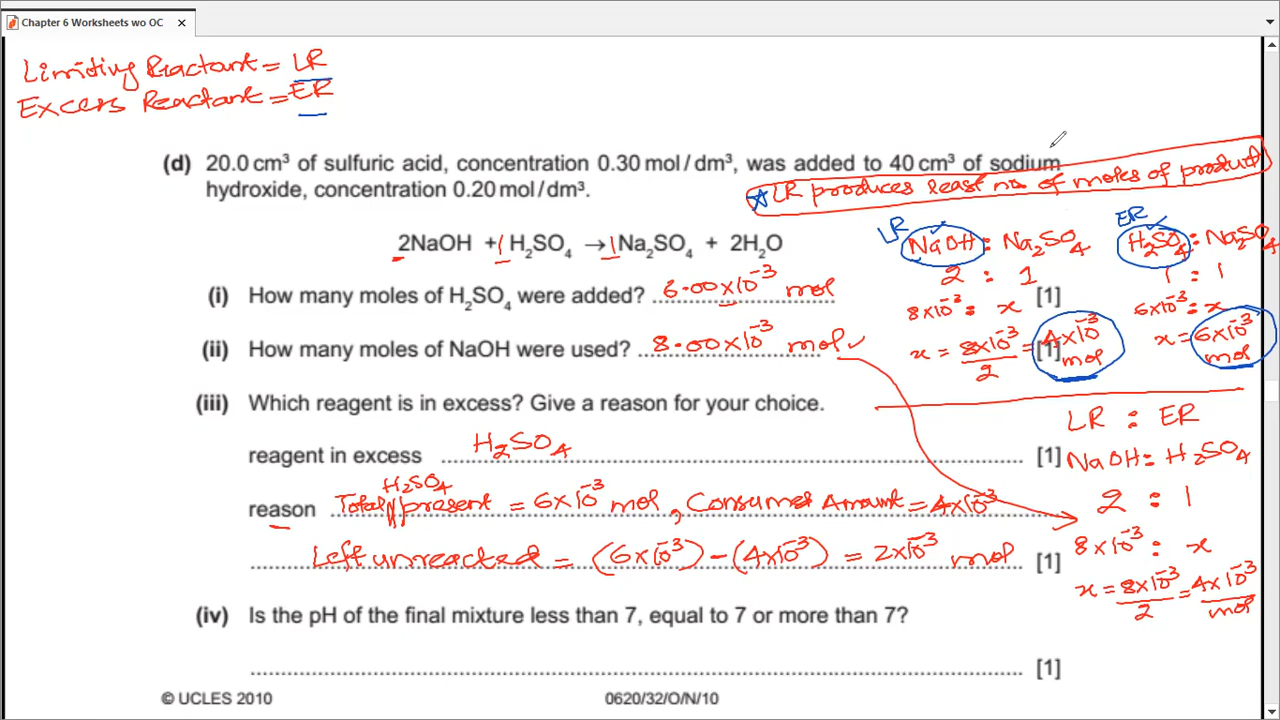 Chapter 6 Worksheets wo OC
Limiting Reactant = LR
Excess Reactant = ER
(d) 20.0 cm³ of sulfuric acid, concentration 0.30 mol / dm³, was added to 40 cm³ of sodium
hydroxide, concentration 0.20 mol / dm³.
☆ LR produces least no. of moles of product
2NaOH + 1 H₂SO₄ → 1 Na₂SO₄ + 2H₂O
LR
NaOH : Na₂SO₄
2 : 1
8×10⁻³ : x
x = 8×10⁻³/2 = 4×10⁻³ mol
ER
H₂SO₄ : Na₂SO₄
1 : 1
6×10⁻³ : x
x = 6×10⁻³ mol
(i) How many moles of H₂SO₄ were added? 6.00×10⁻³ mol [1]
(ii) How many moles of NaOH were used? 8.00×10⁻³ mol [1]
(iii) Which reagent is in excess? Give a reason for your choice.
reagent in excess H₂SO₄ [1]
H₂SO₄
reason Total present = 6×10⁻³ mol, Consumed Amount = 4×10⁻³
Left unreacted = (6×10⁻³) - (4×10⁻³) = 2×10⁻³ mol [1]
LR : ER
NaOH : H₂SO₄
2 : 1
8×10⁻³ : x
x = 8×10⁻³/2 = 4×10⁻³ mol
(iv) Is the pH of the final mixture less than 7, equal to 7 or more than 7?
[1]
© UCLES 2010 0620/32/O/N/10